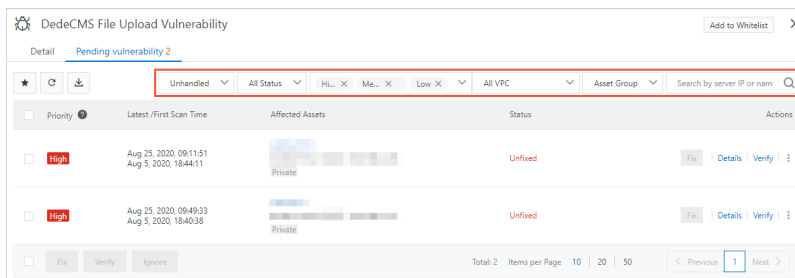 DedeCMS File Upload Vulnerability
Add to Whitelist
Detail
Pending vulnerability 2
Unhandled
All Status
Hi...
Me...
Low
All VPC
Asset Group
Search by server IP or nam
Priority
Latest /First Scan Time
Affected Assets
Status
Actions
High
Aug 25, 2020, 09:11:51
Aug 5, 2020, 18:44:11
Private
Unfixed
Fix
Details
Verify
High
Aug 25, 2020, 09:49:33
Aug 5, 2020, 18:40:38
Private
Unfixed
Fix
Details
Verify
Fix
Verify
Ignore
Total: 2
Items per Page
10
20
50
Previous
1
Next